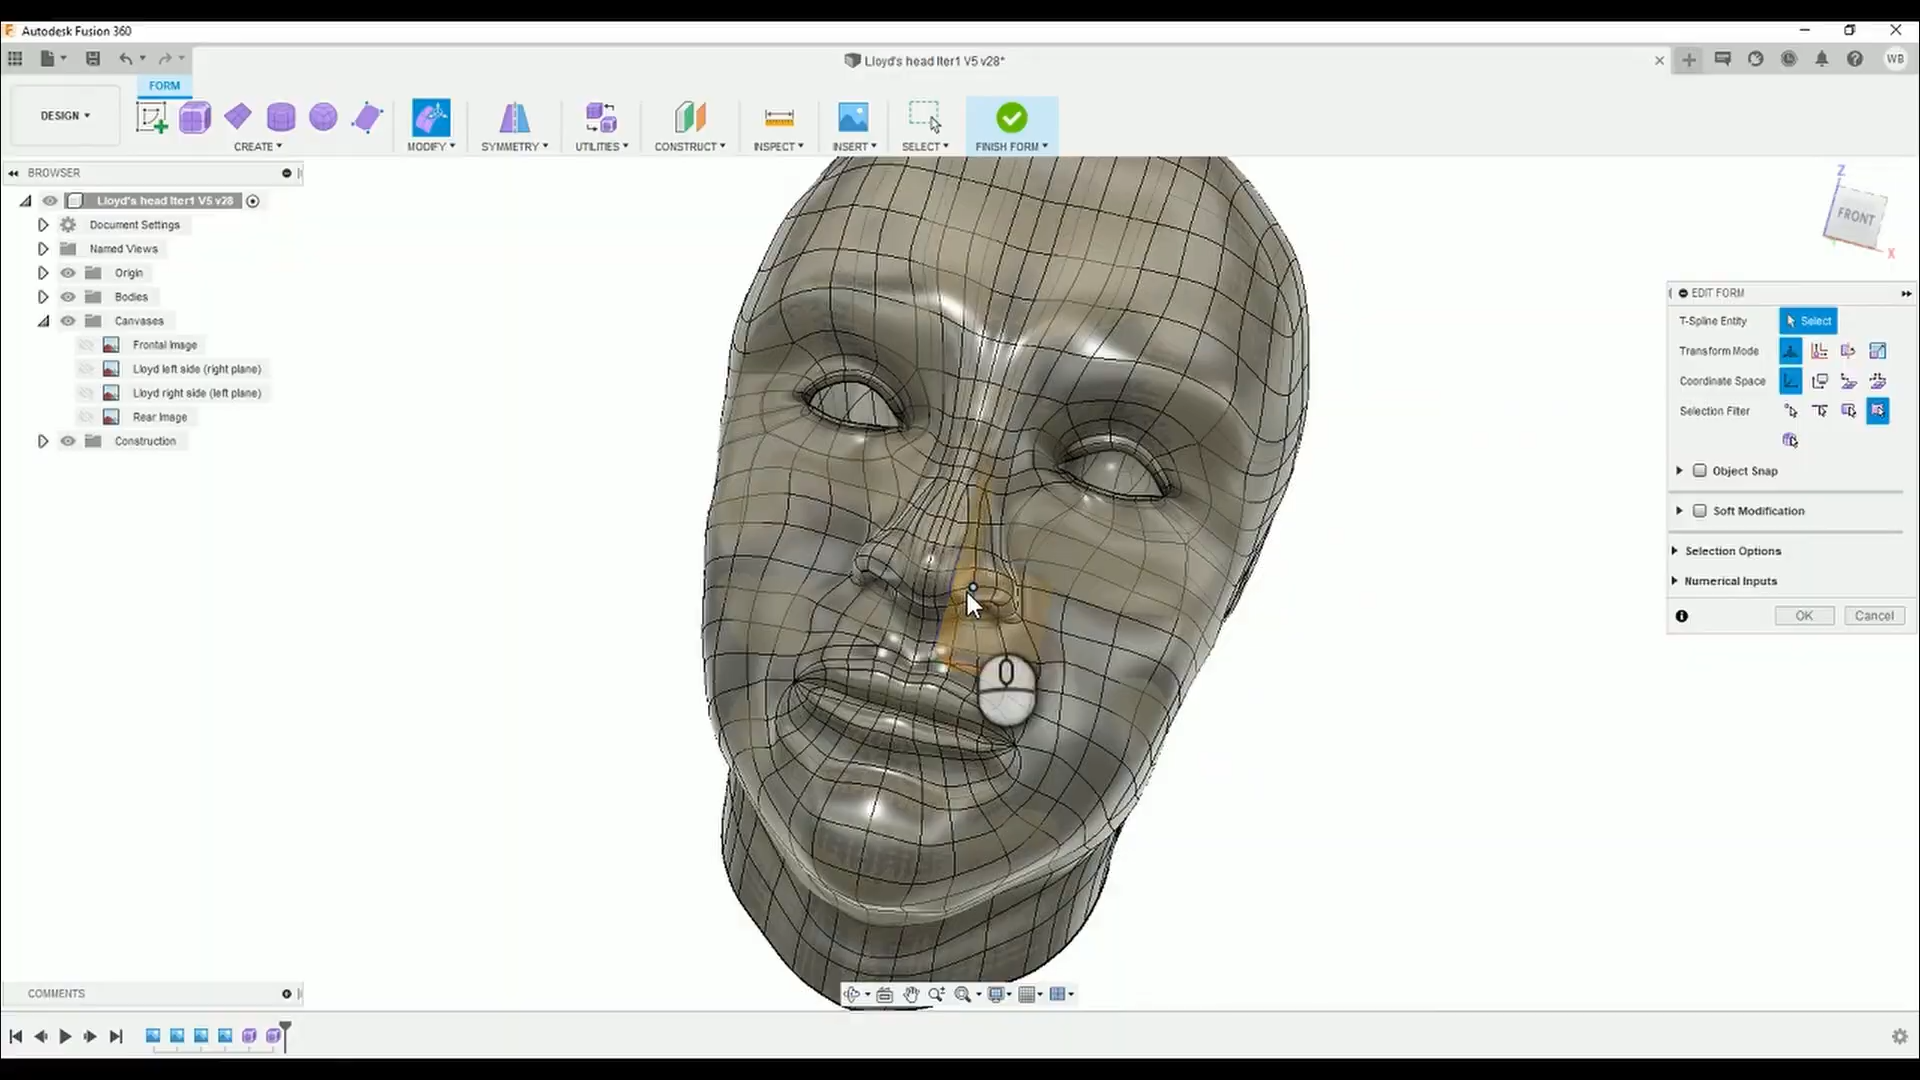 Autodesk Fusion 360
Lloyd's head Iter1 V5 v28*
WB
FORM
DESIGN
CREATE
MODIFY
SYMMETRY
UTILITIES
CONSTRUCT
INSPECT
INSERT
SELECT
FINISH FORM
BROWSER
Lloyd's head Iter1 V5 v28
Document Settings
Named Views
Origin
Bodies
Canvases
Frontal Image
Lloyd left side (right plane)
Lloyd right side (left plane)
Rear Image
Construction
Z
FRONT
X
EDIT FORM
T-Spline Entity
Select
Transform Mode
Coordinate Space
Selection Filter
Object Snap
Soft Modification
Selection Options
Numerical Inputs
OK
Cancel
COMMENTS